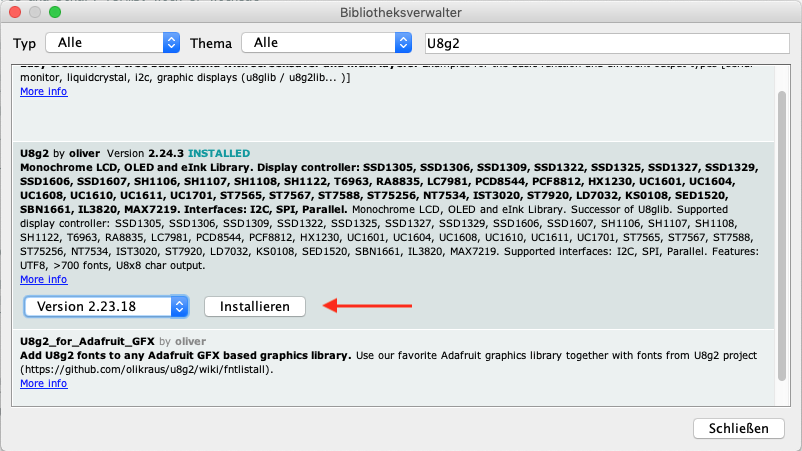 Bibliotheksverwalter
Typ Alle Thema Alle U8g2
monitor, liquidcrystal, i2c, graphic displays (u8glib / u8g2lib... )]
More info
U8g2 by oliver Version 2.24.3 INSTALLED
Monochrome LCD, OLED and eInk Library. Display controller: SSD1305, SSD1306, SSD1309, SSD1322, SSD1325, SSD1327, SSD1329,
SSD1606, SSD1607, SH1106, SH1107, SH1108, SH1122, T6963, RA8835, LC7981, PCD8544, PCF8812, HX1230, UC1601, UC1604,
UC1608, UC1610, UC1611, UC1701, ST7565, ST7567, ST7588, ST75256, NT7534, IST3020, ST7920, LD7032, KS0108, SED1520,
SBN1661, IL3820, MAX7219. Interfaces: I2C, SPI, Parallel. Monochrome LCD, OLED and eInk Library. Successor of U8glib. Supported
display controller: SSD1305, SSD1306, SSD1309, SSD1322, SSD1325, SSD1327, SSD1329, SSD1606, SSD1607, SH1106, SH1107, SH1108,
SH1122, T6963, RA8835, LC7981, PCD8544, PCF8812, HX1230, UC1601, UC1604, UC1608, UC1610, UC1611, UC1701, ST7565, ST7567, ST7588,
ST75256, NT7534, IST3020, ST7920, LD7032, KS0108, SED1520, SBN1661, IL3820, MAX7219. Supported interfaces: I2C, SPI, Parallel. Features:
UTF8, >700 fonts, U8x8 char output.
More info
Version 2.23.18 Installieren
U8g2_for_Adafruit_GFX by oliver
Add U8g2 fonts to any Adafruit GFX based graphics library. Use our favorite Adafruit graphics library together with fonts from U8g2 project
(https://github.com/olikraus/u8g2/wiki/fntlistall).
More info
Schließen